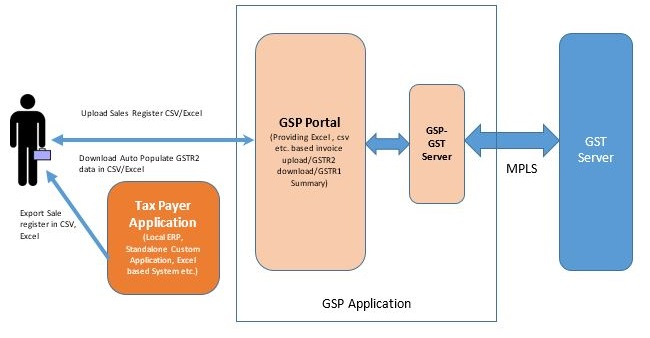 Upload Sales Register CSV/Excel
Download Auto Populate GSTR2
data in CSV/Excel
Export Sale
register in CSV,
Excel
Tax Payer
Application
(Local ERP,
Standalone Custom
Application, Excel
based System etc.)
GSP Portal
(Providing Excel , csv
etc. based invoice
upload/GSTR2
download/GSTR1
Summary)
GSP-
GST
Server
MPLS
GST
Server
GSP Application